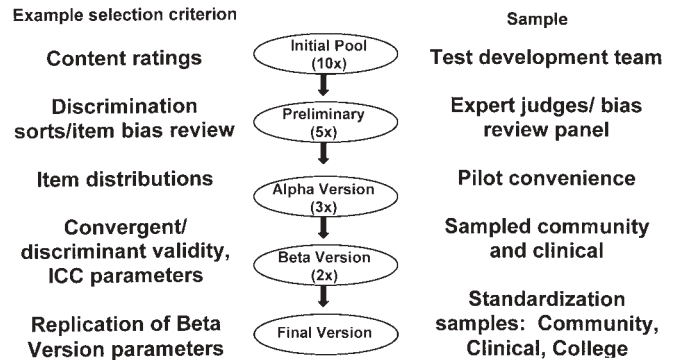 Example selection criterion
Sample
Content ratings
Initial Pool
(10x)
Test development team
Discrimination
sorts/item bias review
Preliminary
(5x)
Expert judges/ bias
review panel
Item distributions
Alpha Version
(3x)
Pilot convenience
Convergent/
discriminant validity,
ICC parameters
Beta Version
(2x)
Sampled community
and clinical
Replication of Beta
Version parameters
Final Version
Standardization
samples:  Community,
Clinical, College